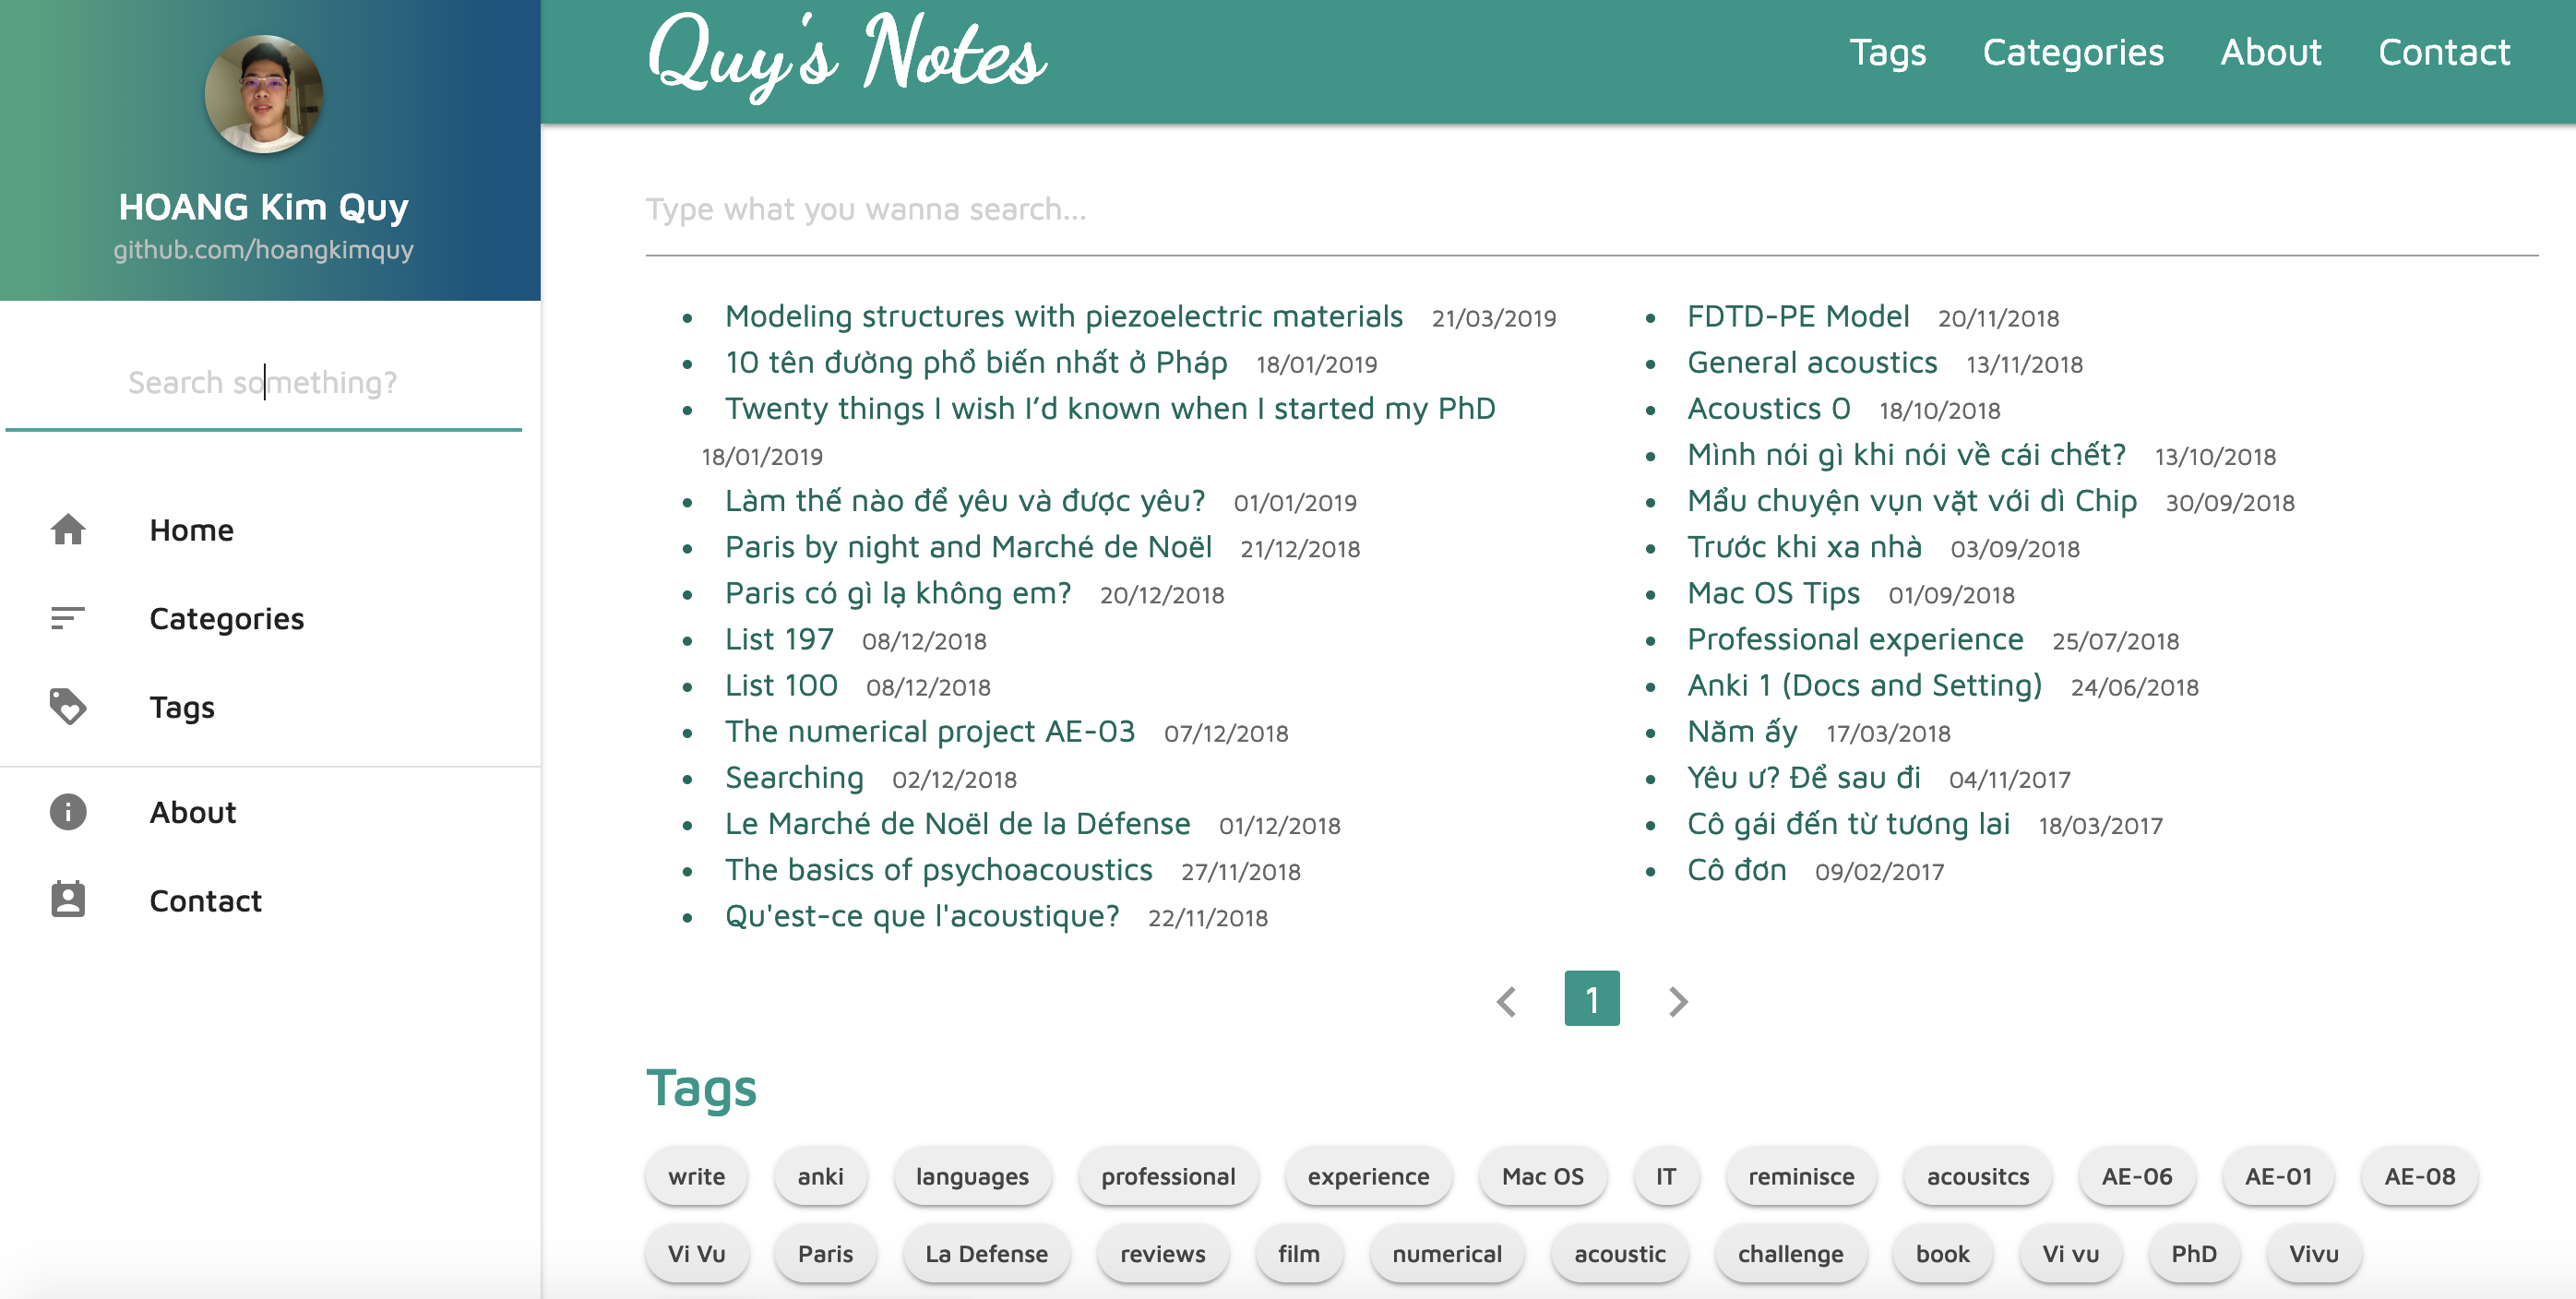 HOANG Kim Quy
github.com/hoangkimquy
Search something?
Home
Categories
Tags
About
Contact
Quy's Notes
Tags Categories About Contact
Type what you wanna search...
Modeling structures with piezoelectric materials 21/03/2019
10 tên đường phổ biến nhất ở Pháp 18/01/2019
Twenty things I wish I’d known when I started my PhD
18/01/2019
Làm thế nào để yêu và được yêu? 01/01/2019
Paris by night and Marché de Noël 21/12/2018
Paris có gì lạ không em? 20/12/2018
List 197 08/12/2018
List 100 08/12/2018
The numerical project AE-03 07/12/2018
Searching 02/12/2018
Le Marché de Noël de la Défense 01/12/2018
The basics of psychoacoustics 27/11/2018
Qu'est-ce que l'acoustique? 22/11/2018
FDTD-PE Model 20/11/2018
General acoustics 13/11/2018
Acoustics 0 18/10/2018
Mình nói gì khi nói về cái chết? 13/10/2018
Mẩu chuyện vụn vặt với dì Chip 30/09/2018
Trước khi xa nhà 03/09/2018
Mac OS Tips 01/09/2018
Professional experience 25/07/2018
Anki 1 (Docs and Setting) 24/06/2018
Năm ấy 17/03/2018
Yêu ư? Để sau đi 04/11/2017
Cô gái đến từ tương lai 18/03/2017
Cô đơn 09/02/2017
1
Tags
write anki languages professional experience Mac OS IT reminisce acousitcs AE-06 AE-01 AE-08
Vi Vu Paris La Defense reviews film numerical acoustic challenge book Vi vu PhD Vivu